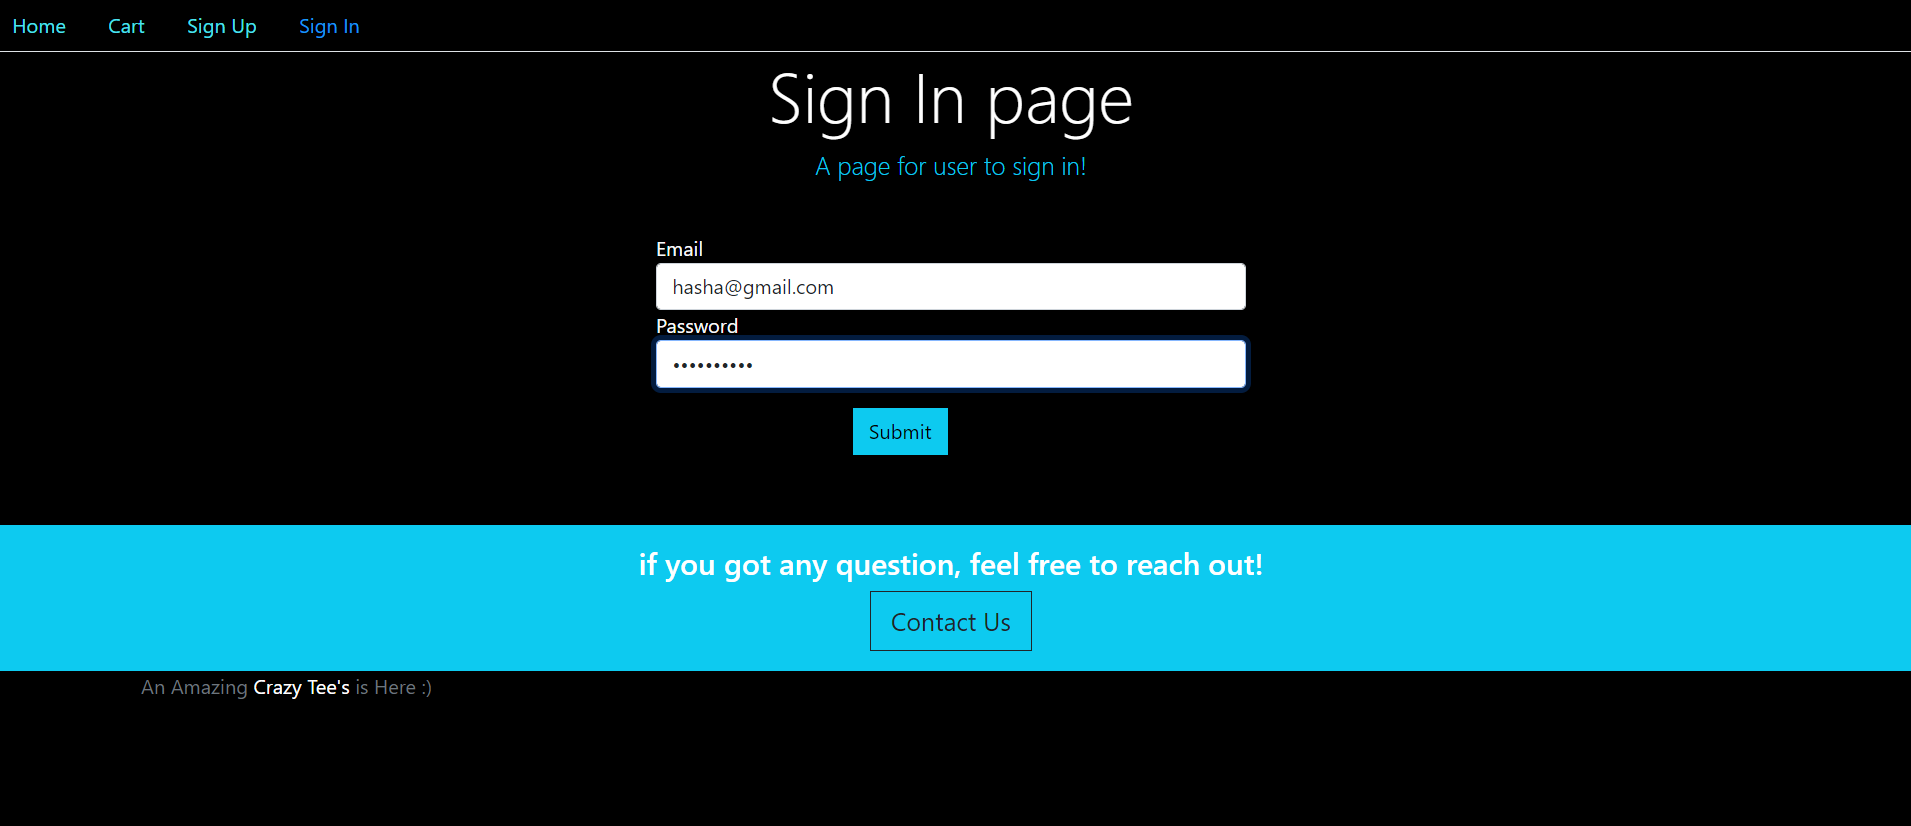 Home Cart Sign Up Sign In
Sign In page
A page for user to sign in!
Email
hasha@gmail.com
Password
••••••••••
Submit
if you got any question, feel free to reach out!
Contact Us
An Amazing Crazy Tee's is Here :)